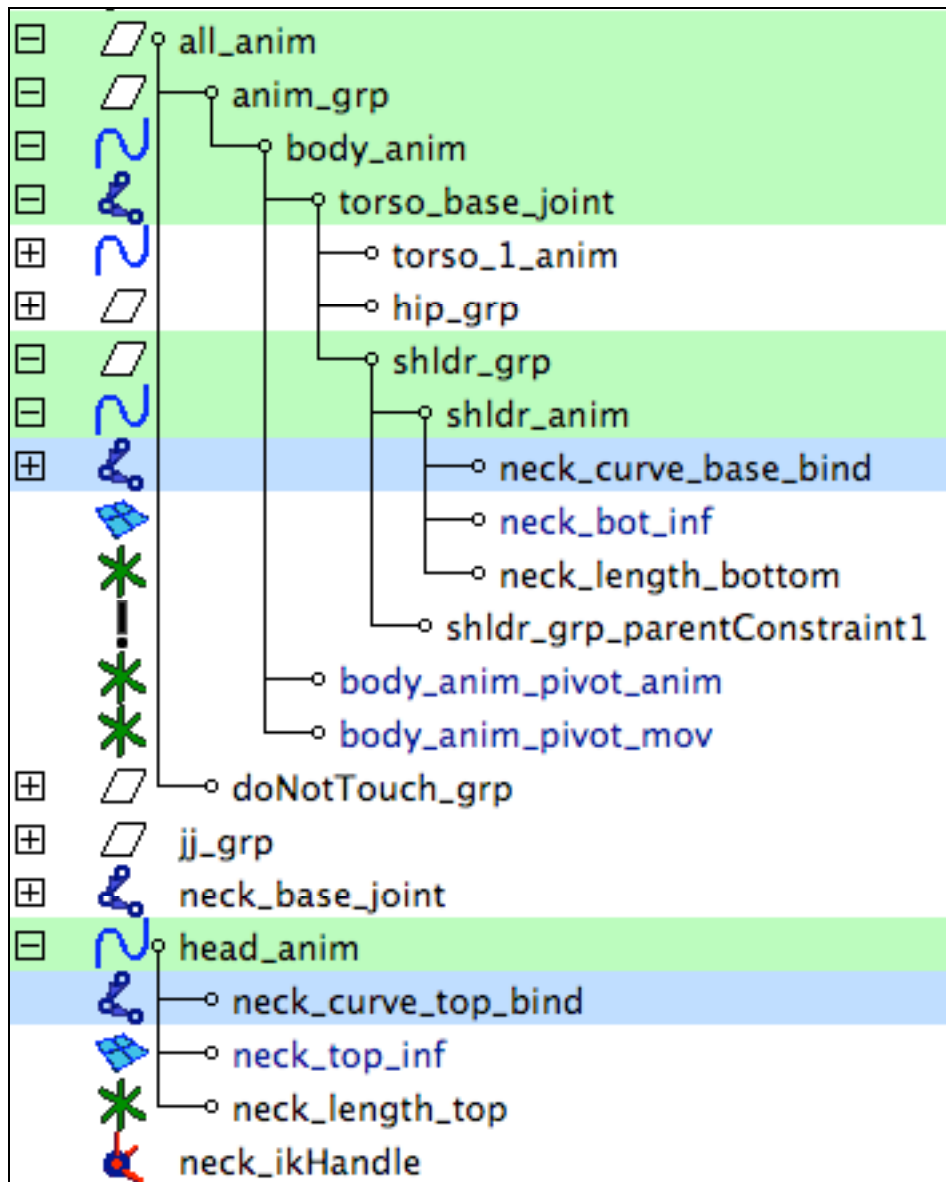 all_anim
anim_grp
body_anim
torso_base_joint
torso_1_anim
hip_grp
shldr_grp
shldr_anim
neck_curve_base_bind
neck_bot_inf
neck_length_bottom
shldr_grp_parentConstraint1
body_anim_pivot_anim
body_anim_pivot_mov
doNotTouch_grp
jj_grp
neck_base_joint
head_anim
neck_curve_top_bind
neck_top_inf
neck_length_top
neck_ikHandle